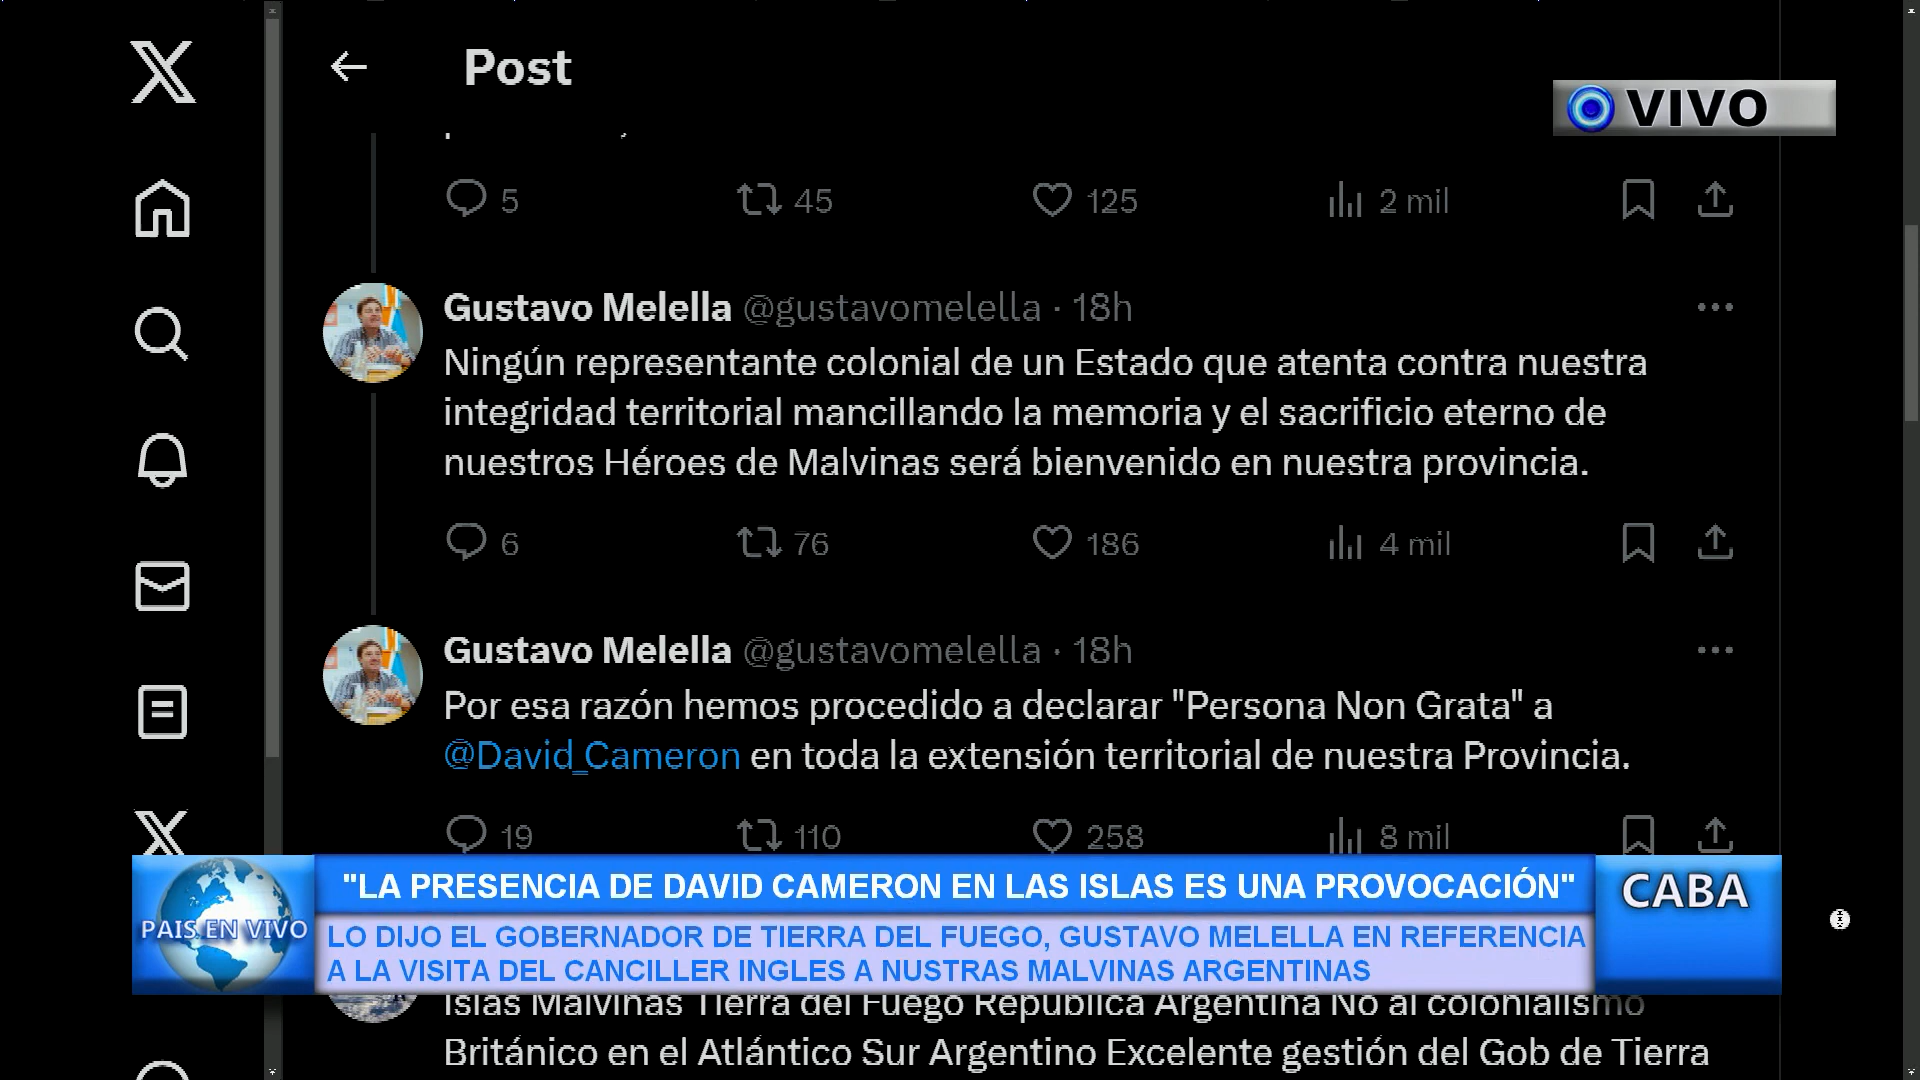 Post
VIVO
5 45 125 2 mil
Gustavo Melella @gustavomelella · 18h
Ningún representante colonial de un Estado que atenta contra nuestra
integridad territorial mancillando la memoria y el sacrificio eterno de
nuestros Héroes de Malvinas será bienvenido en nuestra provincia.
6 76 186 4 mil
Gustavo Melella @gustavomelella · 18h
Por esa razón hemos procedido a declarar "Persona Non Grata" a
@David_Cameron en toda la extensión territorial de nuestra Provincia.
19 110 258 8 mil
"LA PRESENCIA DE DAVID CAMERON EN LAS ISLAS ES UNA PROVOCACIÓN"
CABA
PAIS EN VIVO
LO DIJO EL GOBERNADOR DE TIERRA DEL FUEGO, GUSTAVO MELELLA EN REFERENCIA
A LA VISITA DEL CANCILLER INGLES A NUSTRAS MALVINAS ARGENTINAS
Islas Malvinas Tierra del Fuego República Argentina No al colonialismo
Británico en el Atlántico Sur Argentino Excelente gestión del Gob de Tierra